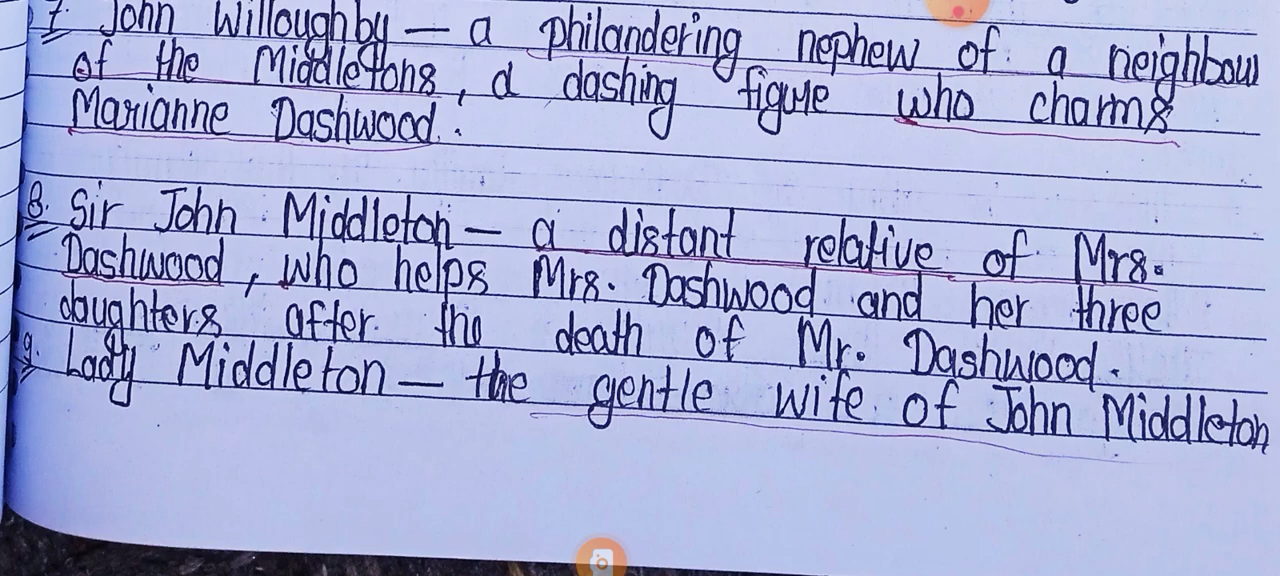 7. John Willoughby — a philandering nephew of a neighbour
of the Middletons, a dashing figure who charms
Marianne Dashwood.
8. Sir John Middleton — a distant relative of Mrs.
Dashwood, who helps Mrs. Dashwood and her three
daughters after the death of Mr. Dashwood.
9. Lady Middleton — the gentle wife of John Middleton